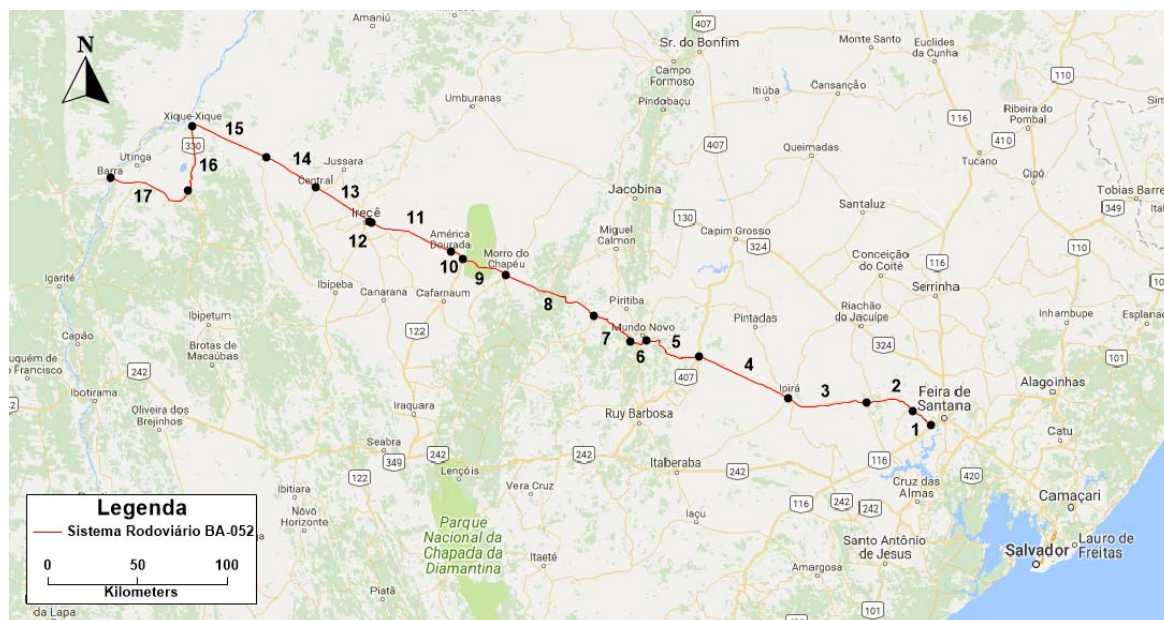 Amaniú
407
Monte Santo
Euclides
da Cunha
Sr. do Bonfim
N
Campo
Formoso
110
Itiúba
Cansanção
Umburanas
Pindobaçu
Ribeira do
Pombal
Xique-Xique
15
116
410
330
407
Queimadas
Tucano
Utinga
16
14
Jussara
Cipó
Barra
Central
17
13
Jacobina
Santaluz
Tobias Barre
349
11
130
Irecê
12
América
Dourada
Miguel
Calmon
Capim Grosso
324
110
10
Morro do
Chapéu
9
Conceição
do Coité
116
Igarité
Serrinha
Ibipeba
Canarana
Cafarnaum
8
Piritiba
Riachão
do Jacuípe
Inhambupe
Esplana
Ipibetum
122
7
Mundo Novo
Pintadas
Capão
Brotas de
Macaúbas
6
5
324
101
uquém do
o Francisco
242
407
4
Ibotirama
Ipirá
3
2
Feira de
Santana
Alagoinhas
Oliveira dos
Brejinhos
Iraquara
Ruy Barbosa
1
Catu
Seabra
349
242
242
Itaberaba
116
122
Lençóis
242
Cruz das
Almas
420
Ibitiara
Vera Cruz
116
242
242
Camaçari
Legenda
Novo
Horizonte
Iaçu
101
Sistema Rodoviário BA-052
Parque
Nacional da
Chapada da
Diamantina
Santo Antônio
de Jesus
Lauro de
Freitas
0 50 100
Itaeté
Salvador
Kilometers
Amargosa
Piatã
101
da Lapa